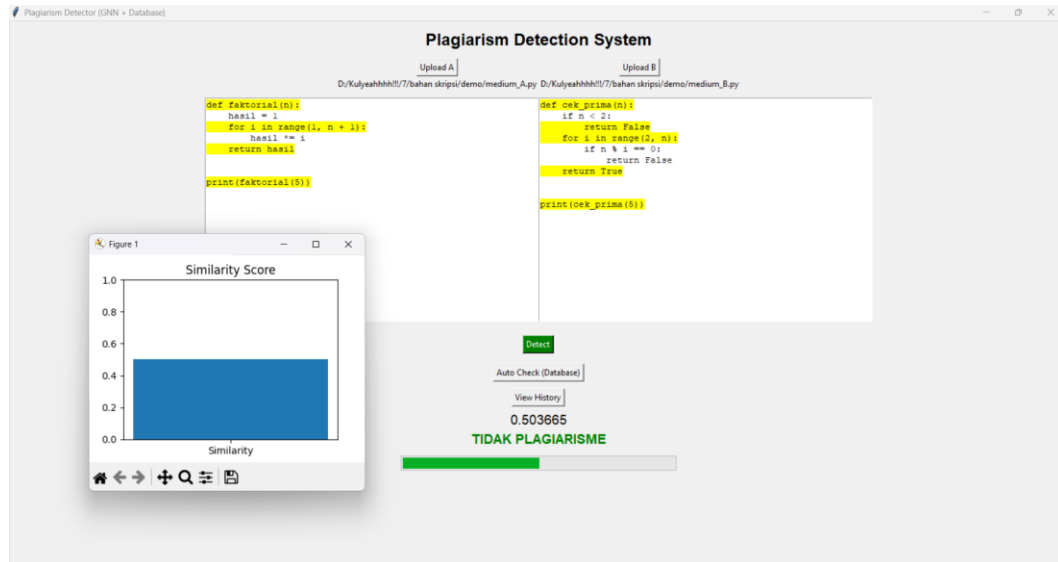 Plagiarism Detector (GNN + Database)
Plagiarism Detection System
Upload A
Upload B
D:/Kulyeahhhh!!!/7/bahan skripsi/demo/medium_A.py
D:/Kulyeahhhh!!!/7/bahan skripsi/demo/medium_B.py
def faktorial(n):
    hasil = 1
    for i in range(1, n + 1):
        hasil *= i
    return hasil
print(faktorial(5))
def cek_prima(n):
    if n < 2:
        return False
    for i in range(2, n):
        if n % i == 0:
            return False
    return True
print(cek_prima(5))
Figure 1
Similarity Score
1.0
0.8
0.6
0.4
0.2
0.0
Similarity
Detect
Auto Check (Database)
View History
0.503665
TIDAK PLAGIARISME